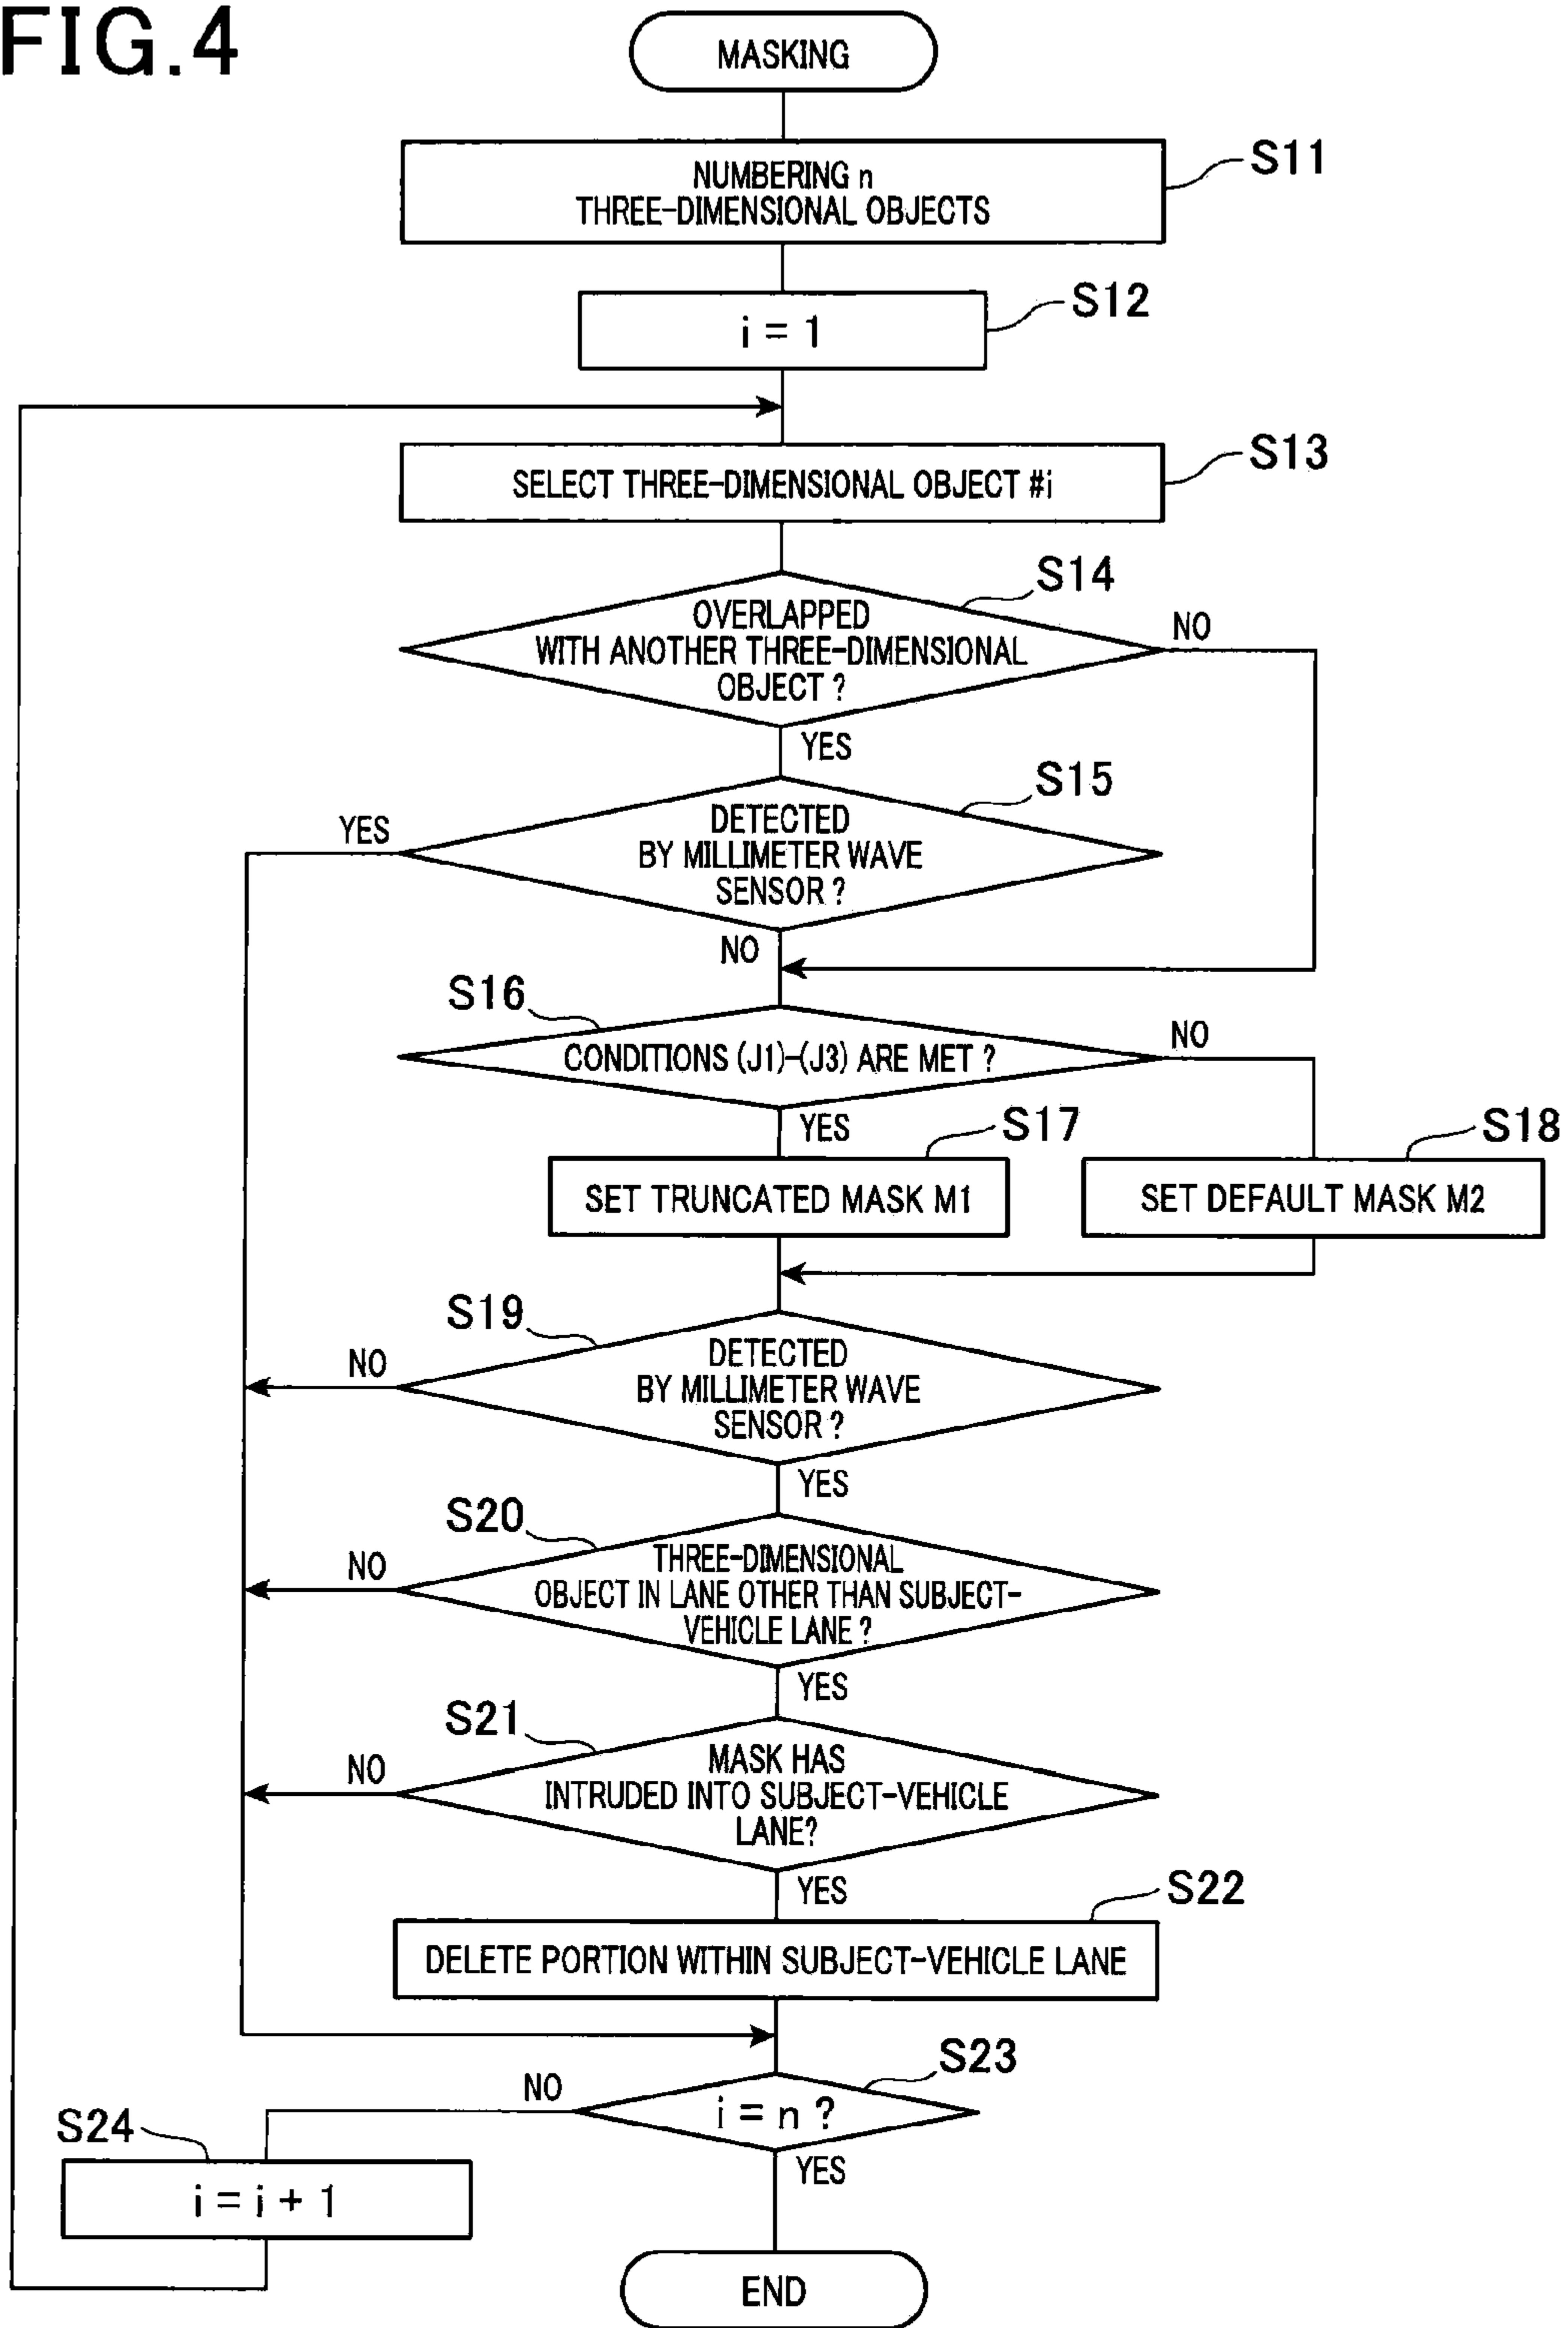 FIG.4
MASKING
S11
NUMBERING n
THREE-DIMENSIONAL OBJECTS
S12
i = 1
S13
SELECT THREE-DIMENSIONAL OBJECT #i
S14
OVERLAPPED
WITH ANOTHER THREE-DIMENSIONAL
OBJECT ?
NO
YES
S15
DETECTED
BY MILLIMETER WAVE
SENSOR ?
YES
NO
S16
CONDITIONS (J1)-(J3) ARE MET ?
NO
YES
S17
SET TRUNCATED MASK M1
S18
SET DEFAULT MASK M2
S19
DETECTED
BY MILLIMETER WAVE
SENSOR ?
NO
YES
S20
THREE-DIMENSIONAL
OBJECT IN LANE OTHER THAN SUBJECT-
VEHICLE LANE ?
NO
YES
S21
MASK HAS
INTRUDED INTO SUBJECT-VEHICLE
LANE?
NO
YES
S22
DELETE PORTION WITHIN SUBJECT-VEHICLE LANE
S23
i = n ?
NO
YES
S24
i = i + 1
END